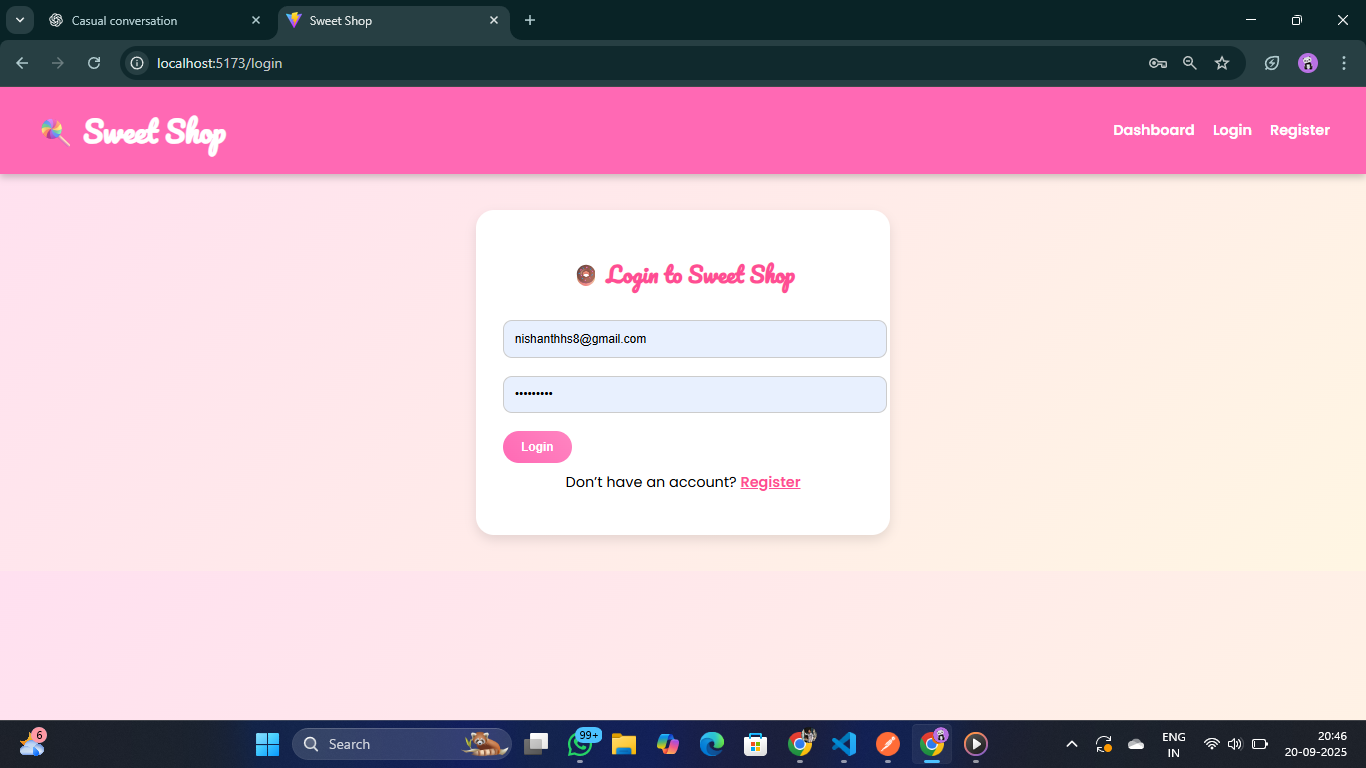 Casual conversation
Sweet Shop
localhost:5173/login
Sweet Shop
Dashboard Login Register
Login to Sweet Shop
nishanthhs8@gmail.com
•••••••••
Login
Don’t have an account? Register
6
Search
99+
ENG
IN
20:46
20-09-2025